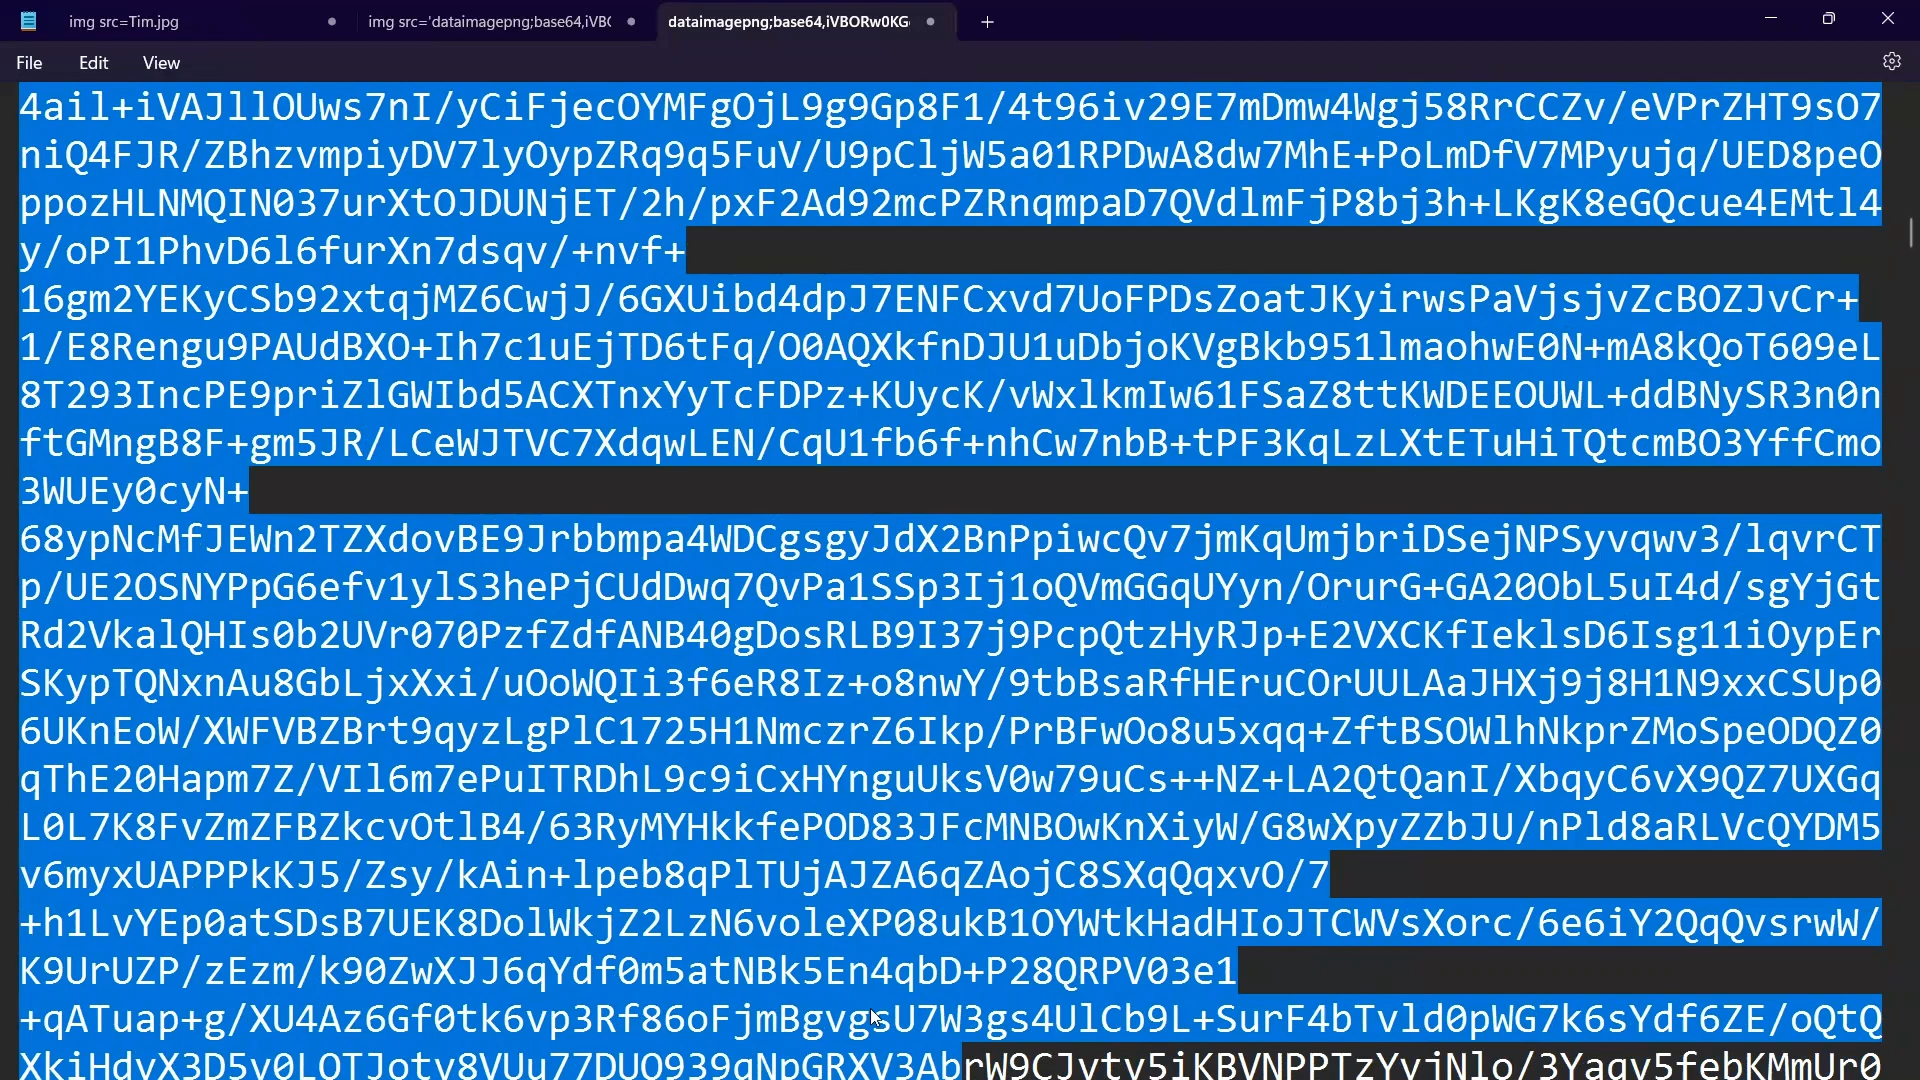 img src=Tim.jpg
img src='dataimagepng;base64,iVB(
dataimagepng;base64,iVBORw0KG
File Edit View
4ail+iVAJllOUws7nI/yCiFjecOYMFgOjL9g9Gp8F1/4t96iv29E7mDmw4Wgj58RrCCZv/eVPrZHT9sO7
niQ4FJR/ZBhzvmpiyDV7lyOypZRq9q5FuV/U9pCljW5a01RPDwA8dw7MhE+PoLmDfV7MPyujq/UED8peO
ppozHLNMQIN037urXtOJDUNjET/2h/pxF2Ad92mcPZRnqmpaD7QVdlmFjP8bj3h+LKgK8eGQcue4EMtl4
y/oPI1PhvD6l6furXn7dsqv/+nvf+
16gm2YEKyCSb92xtqjMZ6CwjJ/6GXUibd4dpJ7ENFCxvd7UoFPDsZoatJKyirwsPaVjsjvZcBOZJvCr+
1/E8Rengu9PAUdBXO+Ih7c1uEjTD6tFq/O0AQXkfnDJU1uDbjoKVgBkb951lmaohwE0N+mA8kQoT609eL
8T293IncPE9priZlGWIbd5ACXTnxYyTcFDPz+KUycK/vWxlkmIw61FSaZ8ttKWDEEOUWL+ddBNySR3n0n
ftGMngB8F+gm5JR/LCeWJTVC7XdqwLEN/CqU1fb6f+nhCw7nbB+tPF3KqLzLXtETuHiTQtcmBO3YffCmo
3WUEy0cyN+
68ypNcMfJEWn2TZXdovBE9Jrbbmpa4WDCgsgyJdX2BnPpiwcQv7jmKqUmjbriDSejNPSyvqwv3/lqvrCT
p/UE2OSNYPpG6efv1ylS3hePjCUdDwq7QvPa1SSp3Ij1oQVmGGqUYyn/OrurG+GA20ObL5uI4d/sgYjGt
Rd2VkalQHIs0b2UVr070PzfZdfANB40gDosRLB9I37j9PcpQtzHyRJp+E2VXCKfIeklsD6Isg11iOypEr
SKypTQNxnAu8GbLjxXxi/uOoWQIi3f6eR8Iz+o8nwY/9tbBsaRfHEruCOrUULAaJHXj9j8H1N9xxCSUp0
6UKnEoW/XWFVBZBrt9qyzLgPlC1725H1NmczrZ6Ikp/PrBFwOo8u5xqq+ZftBSOWlhNkprZMoSpeODQZ0
qThE20Hapm7Z/VIl6m7ePuITRDhL9c9iCxHYnguUksV0w79uCs++NZ+LA2QtQanI/XbqyC6vX9QZ7UXGq
L0L7K8FvZmZFBZkcvOtlB4/63RyMYHkkfePOD83JFcMNBOwKnXiyW/G8wXpyZZbJU/nPld8aRLVcQYDM5
v6myxUAPPPkKJ5/Zsy/kAin+lpeb8qPlTUjAJZA6qZAojC8SXqQqxvO/7
+h1LvYEp0atSDsB7UEK8DolWkjZ2LzN6voleXP08ukB1OYWtkHadHIoJTCWVsXorc/6e6iY2QqQvsrwW/
K9UrUZP/zEzm/k90ZwXJJ6qYdf0m5atNBk5En4qbD+P28QRPV03e1
+qATuap+g/XU4Az6Gf0tk6vp3Rf86oFjmBgvgsU7W3gs4UlCb9L+SurF4bTvld0pWG7k6sYdf6ZE/oQtQ